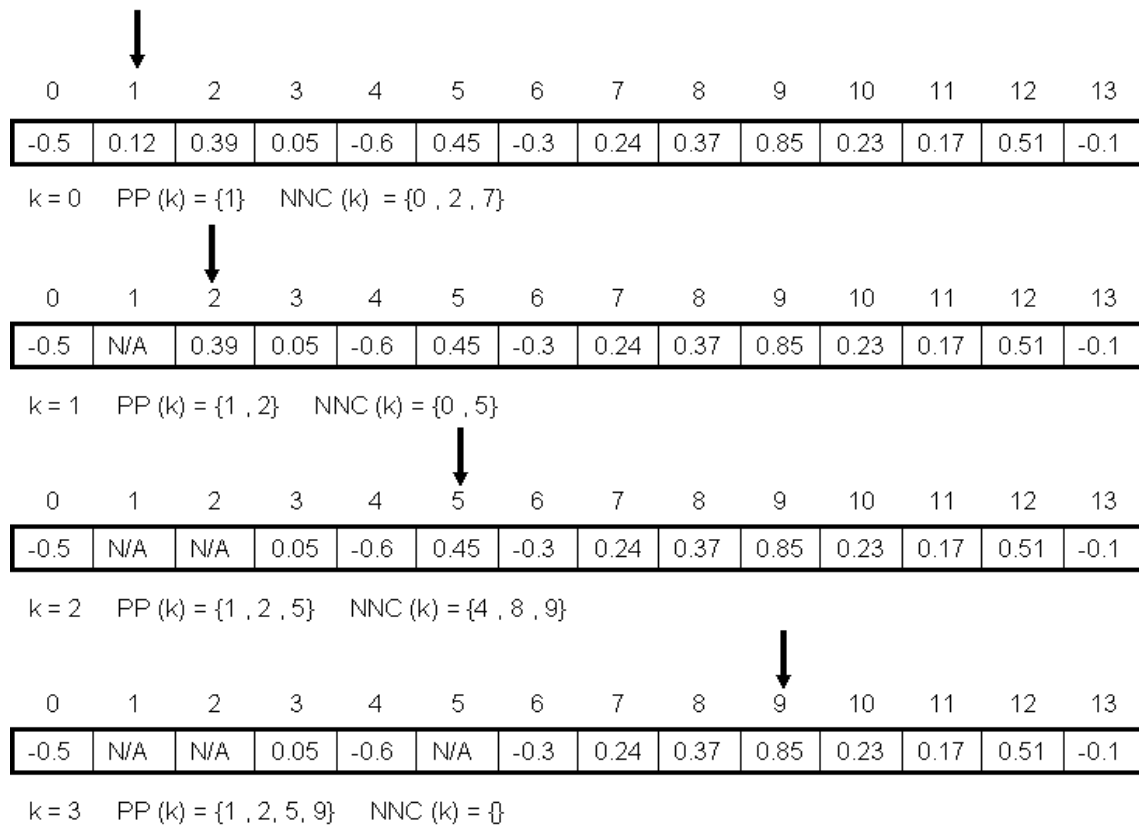 0 1 2 3 4 5 6 7 8 9 10 11 12 13
-0.5 0.12 0.39 0.05 -0.6 0.45 -0.3 0.24 0.37 0.85 0.23 0.17 0.51 -0.1
k = 0 PP (k) = {1} NNC (k) = {0 , 2 , 7}
0 1 2 3 4 5 6 7 8 9 10 11 12 13
-0.5 N/A 0.39 0.05 -0.6 0.45 -0.3 0.24 0.37 0.85 0.23 0.17 0.51 -0.1
k = 1 PP (k) = {1 , 2} NNC (k) = {0 , 5}
0 1 2 3 4 5 6 7 8 9 10 11 12 13
-0.5 N/A N/A 0.05 -0.6 0.45 -0.3 0.24 0.37 0.85 0.23 0.17 0.51 -0.1
k = 2 PP (k) = {1 , 2 , 5} NNC (k) = {4 , 8 , 9}
0 1 2 3 4 5 6 7 8 9 10 11 12 13
-0.5 N/A N/A 0.05 -0.6 N/A -0.3 0.24 0.37 0.85 0.23 0.17 0.51 -0.1
k = 3 PP (k) = {1 , 2, 5, 9} NNC (k) = {}